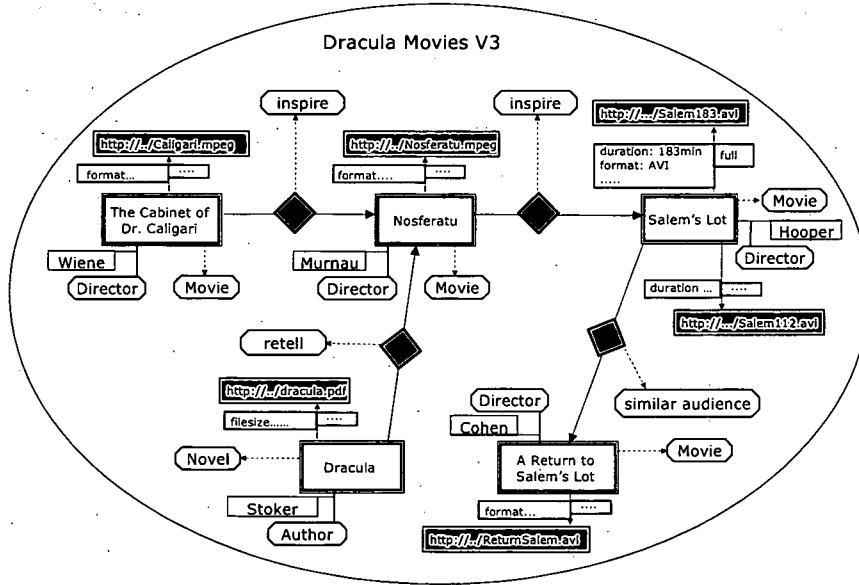 Dracula Movies V3
inspire
inspire
http://../Caligari.mpeg
http://../Nosferatu.mpeg
http://.../Salem183.avi
format...
....
format....
....
duration: 183min
format: AVI
.....
full
The Cabinet of
Dr. Caligari
Nosferatu
Salem's Lot
Movie
Wiene
Director
Movie
Murnau
Director
Movie
Hooper
Director
duration ...
....
http://.../Salem112.avi
retell
http://../dracula.pdf
filesize......
....
Director
Cohen
similar audience
Novel
Dracula
A Return to
Salem's Lot
Movie
Stoker
Author
format...
....
http://../ReturnSalem.avi